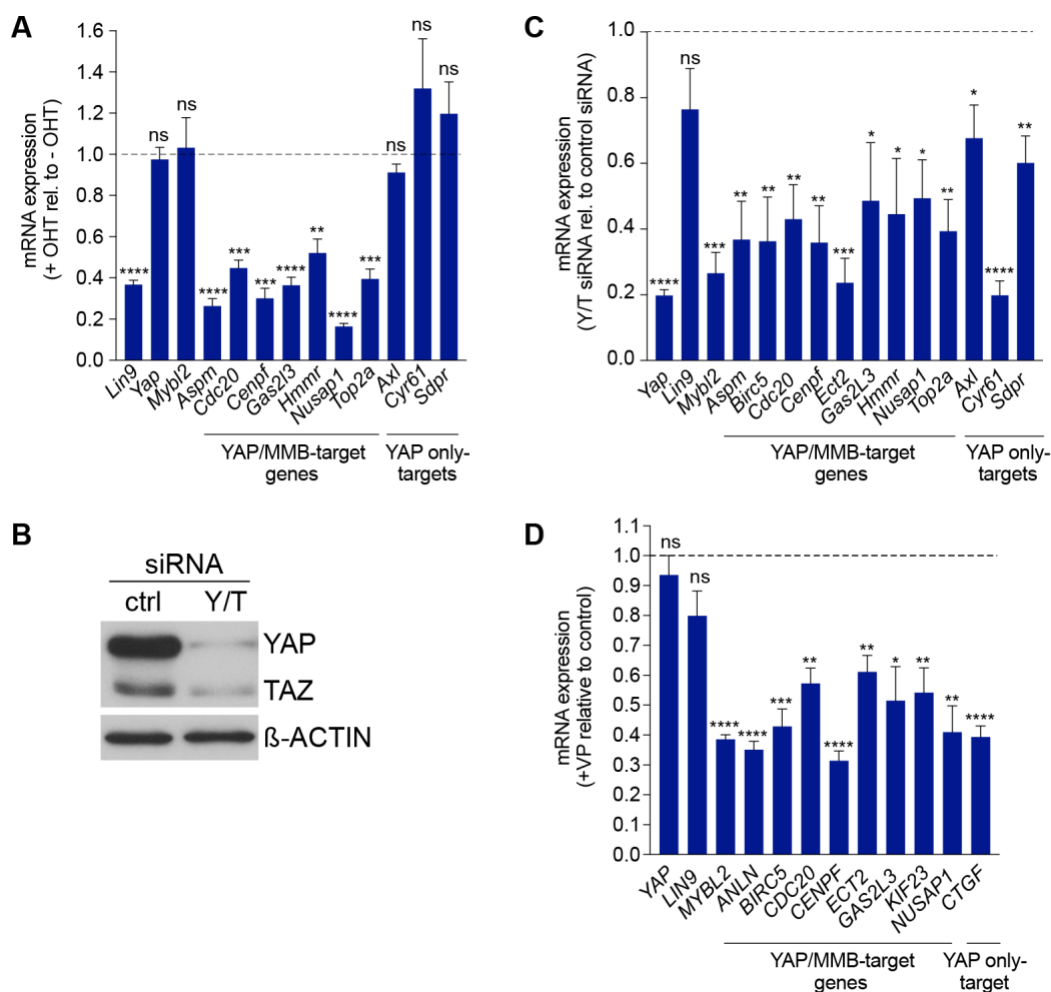 A
mRNA expression
(+ OHT rel. to - OHT)
1.6
1.4
1.2
1.0
0.8
0.6
0.4
0.2
0.0
**** ns ns **** *** *** **** ** **** *** ns ns ns
Lin9 Yap Mybl2 Aspm Cdc20 Cenpf Gas2l3 Hmmr Nusap1 Top2a Axl Cyr61 Sdpr
YAP/MMB-target
genes
YAP only-
targets
B
siRNA
ctrl Y/T
YAP
TAZ
ß-ACTIN
C
mRNA expression
(Y/T siRNA rel. to control siRNA)
1.0
0.8
0.6
0.4
0.2
0.0
**** ns *** ** ** ** ** *** * * * ** * **** **
Yap Lin9 Mybl2 Aspm Birc5 Cdc20 Cenpf Ect2 Gas2L3 Hmmr Nusap1 Top2a Axl Cyr61 Sdpr
YAP/MMB-target
genes
YAP only-
targets
D
mRNA expression
(+VP relative to control)
1.1
1.0
0.9
0.8
0.7
0.6
0.5
0.4
0.3
0.2
0.1
0.0
ns ns **** **** *** ** **** ** * ** ** ****
YAP LIN9 MYBL2 ANLN BIRC5 CDC20 CENPF ECT2 GAS2L3 KIF23 NUSAP1 CTGF
YAP/MMB-target
genes
YAP only-
target